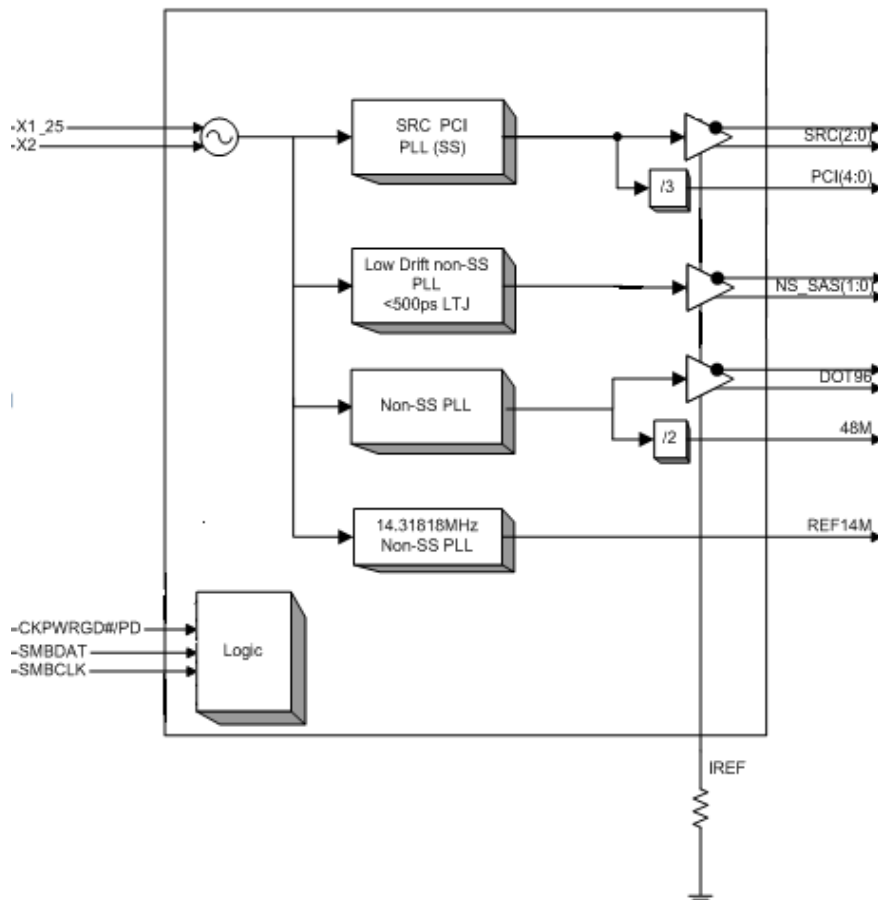 -X1_25
-X2
SRC PCI
PLL (SS)
SRC(2:0)
PCI(4:0)
/3
Low Drift non-SS
PLL
<500ps LTJ
NS_SAS(1:0)
Non-SS PLL
DOT96
/2
48M
14.31818MHz
Non-SS PLL
REF14M
-CKPWRGD#/PD
-SMBDAT
-SMBCLK
Logic
IREF